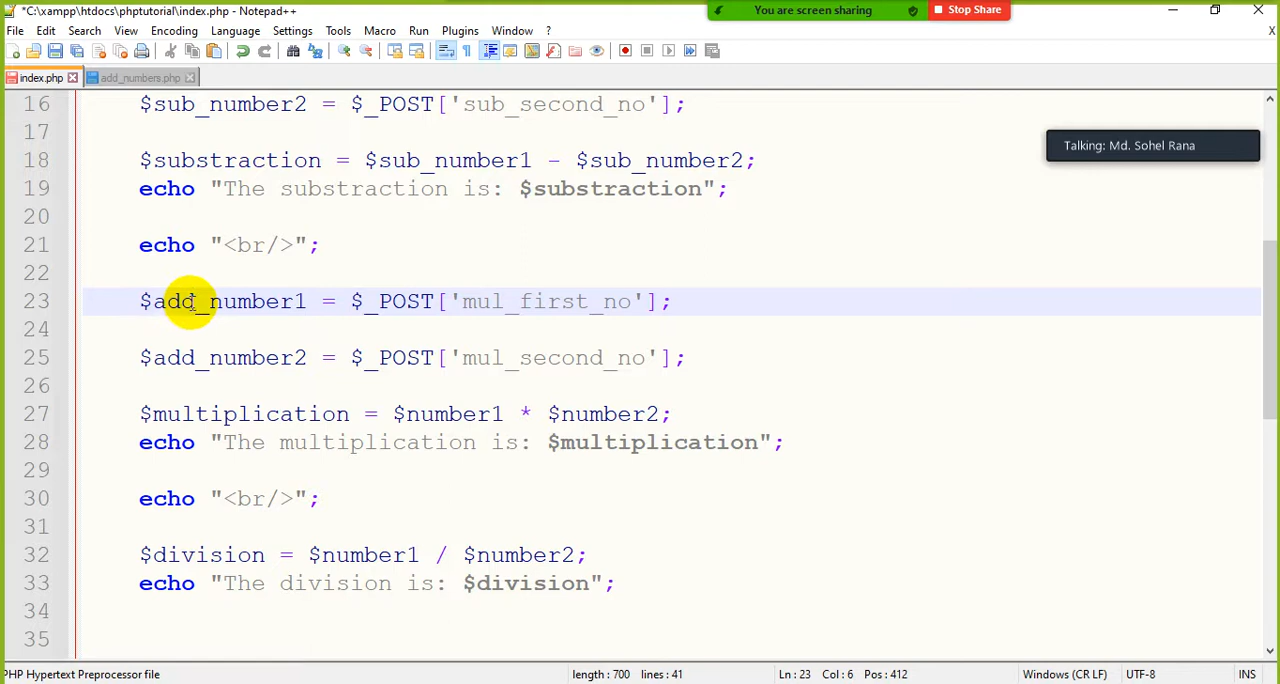 *C:\xampp\htdocs\phptutorial\index.php - Notepad++
You are screen sharing
Stop Share
File Edit Search View Encoding Language Settings Tools Macro Run Plugins Window ?
X
index.php add_numbers.php
Talking: Md. Sohel Rana
16 $sub_number2 = $_POST['sub_second_no'];
17
18 $substraction = $sub_number1 - $sub_number2;
19 echo "The substraction is: $substraction";
20
21 echo "<br/>";
22
23 $add_number1 = $_POST['mul_first_no'];
24
25 $add_number2 = $_POST['mul_second_no'];
26
27 $multiplication = $number1 * $number2;
28 echo "The multiplication is: $multiplication";
29
30 echo "<br/>";
31
32 $division = $number1 / $number2;
33 echo "The division is: $division";
34
35
PHP Hypertext Preprocessor file length : 700 lines : 41 Ln : 23 Col : 6 Pos : 412 Windows (CR LF) UTF-8 INS